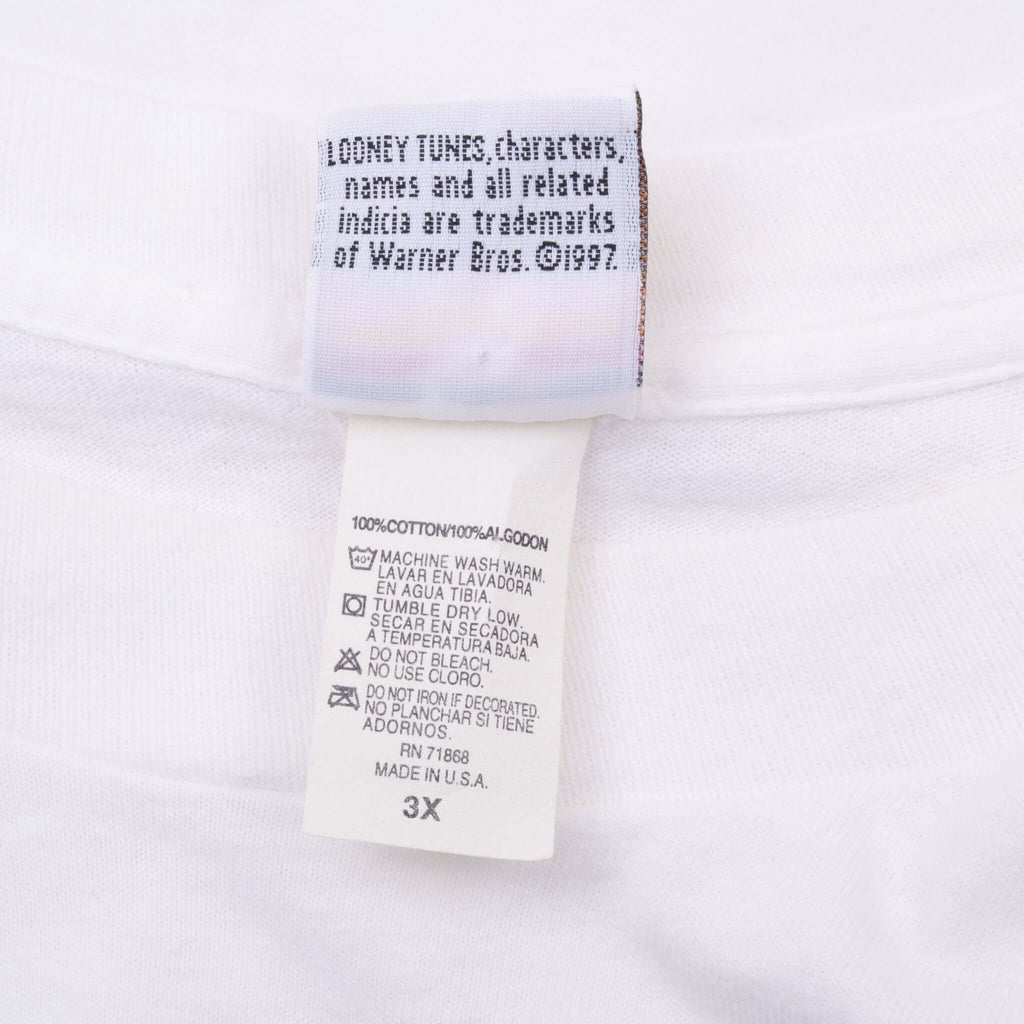 LOONEY TUNES, characters,
names and all related
indicia are trademarks
of Warner Bros. ©1997.
100%COTTON/100%ALGODON
40°
MACHINE WASH WARM.
LAVAR EN LAVADORA
EN AGUA TIBIA.
TUMBLE DRY LOW.
SECAR EN SECADORA
A TEMPERATURA BAJA.
DO NOT BLEACH.
NO USE CLORO.
DO NOT IRON IF DECORATED.
NO PLANCHAR SI TIENE
ADORNOS.
RN 71868
MADE IN U.S.A.
3X